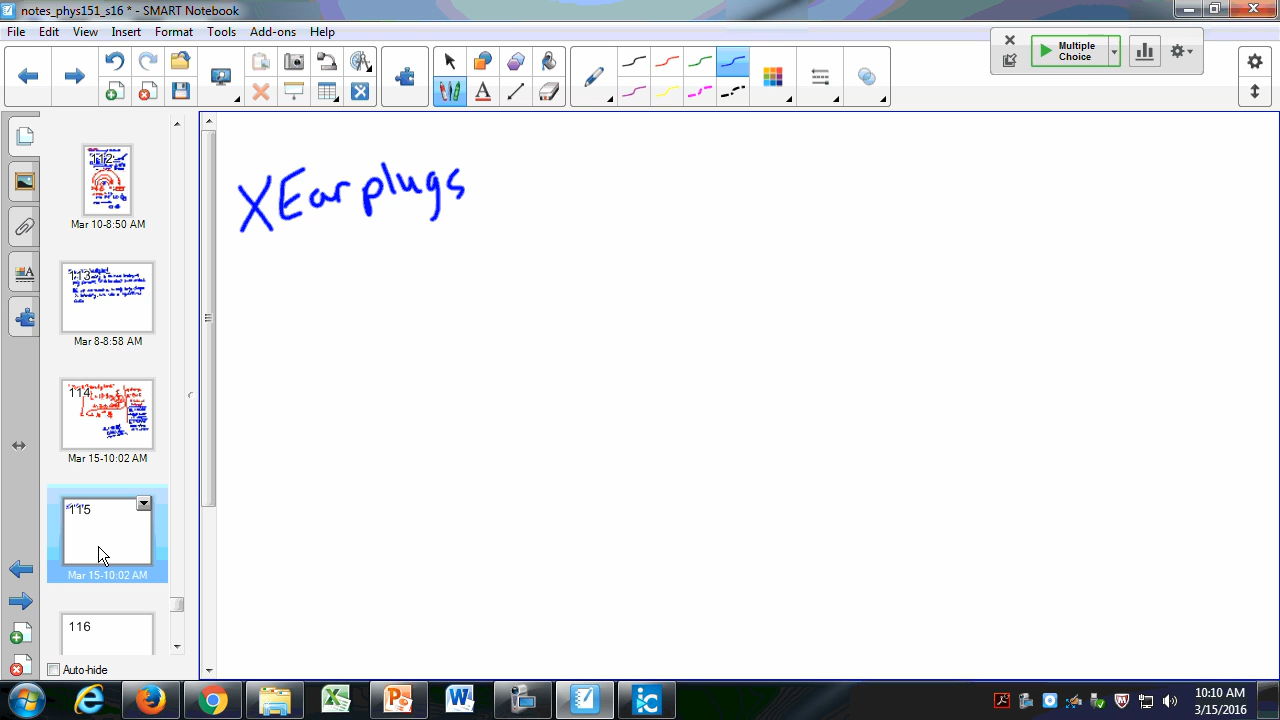 notes_phys151_s16 * - SMART Notebook
File Edit View Insert Format Tools Add-ons Help
Multiple
Choice
112
Mar 10-8:50 AM
113
Mar 8-8:58 AM
114
Mar 15-10:02 AM
115
Mar 15-10:02 AM
116
Auto-hide
XEarplugs
10:10 AM
3/15/2016